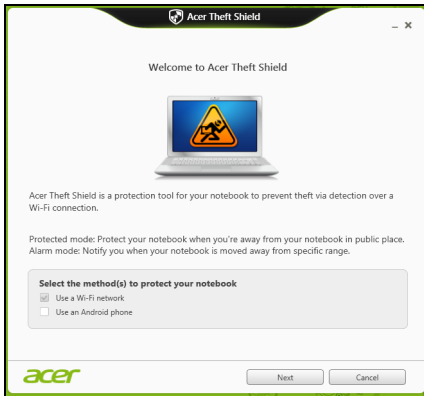 Acer Theft Shield
Welcome to Acer Theft Shield
Acer Theft Shield is a protection tool for your notebook to prevent theft via detection over a
Wi-Fi connection.
Protected mode: Protect your notebook when you're away from your notebook in public place.
Alarm mode: Notify you when your notebook is moved away from specific range.
Select the method(s) to protect your notebook
Use a Wi-Fi network
Use an Android phone
acer
Next
Cancel